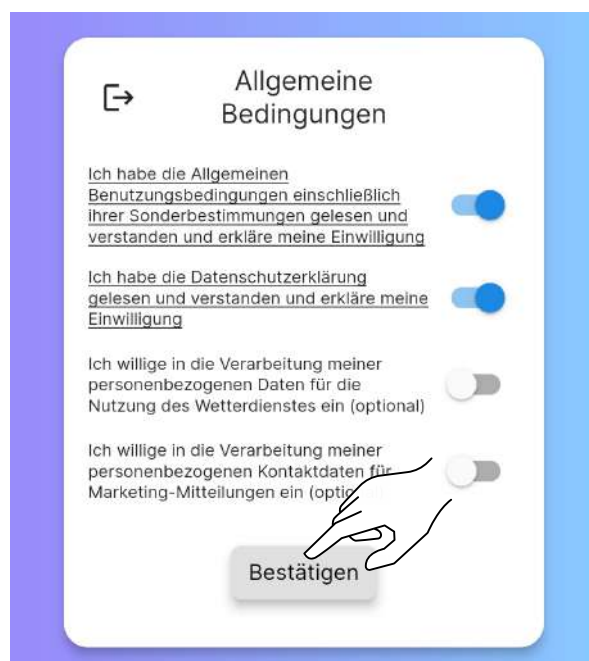 Allgemeine
Bedingungen
Ich habe die Allgemeinen
Benutzungsbedingungen einschließlich
ihrer Sonderbestimmungen gelesen und
verstanden und erkläre meine Einwilligung
Ich habe die Datenschutzerklärung
gelesen und verstanden und erkläre meine
Einwilligung
Ich willige in die Verarbeitung meiner
personenbezogenen Daten für die
Nutzung des Wetterdienstes ein (optional)
Ich willige in die Verarbeitung meiner
personenbezogenen Kontaktdaten für
Marketing-Mitteilungen ein
Bestätigen